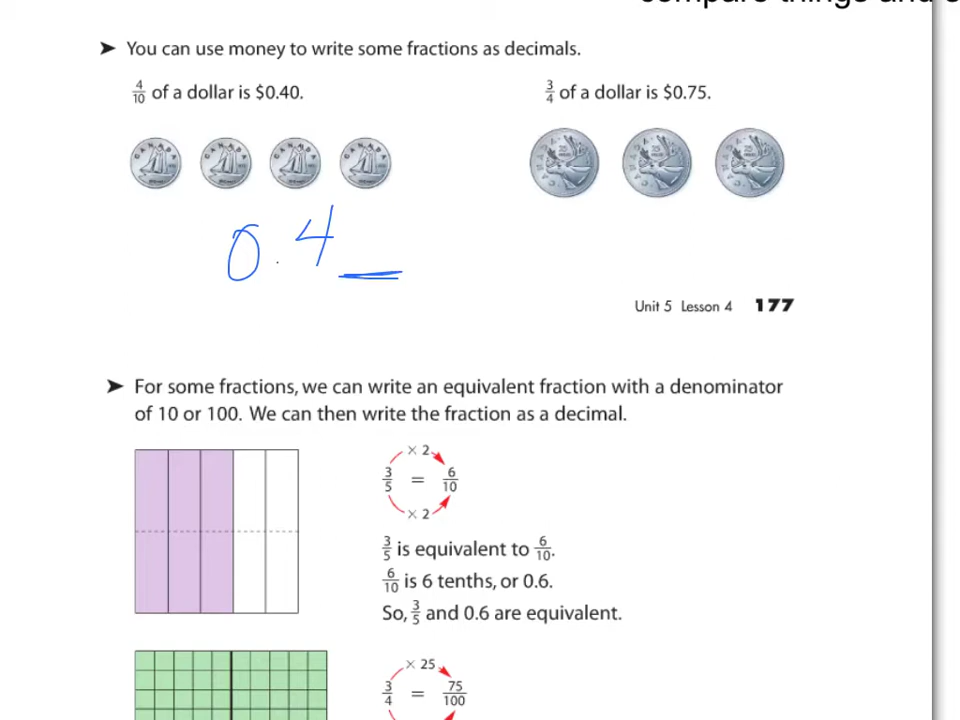 compare things and
➤ You can use money to write some fractions as decimals.
4/10 of a dollar is $0.40.
3/4 of a dollar is $0.75.
0.4_
Unit 5 Lesson 4 177
➤ For some fractions, we can write an equivalent fraction with a denominator
of 10 or 100. We can then write the fraction as a decimal.
× 2
3/5 = 6/10
× 2
3/5 is equivalent to 6/10.
6/10 is 6 tenths, or 0.6.
So, 3/5 and 0.6 are equivalent.
× 25
3/4 = 75/100